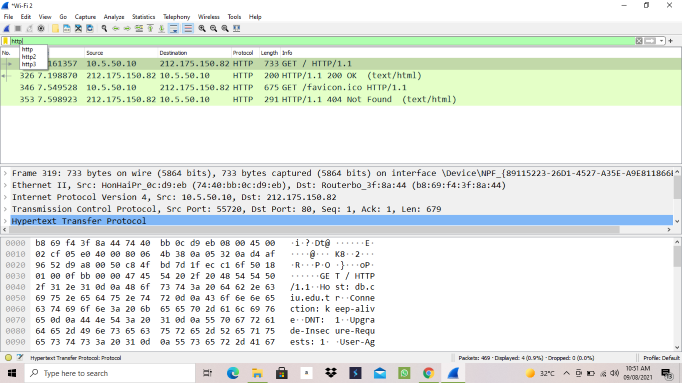 *Wi-Fi 2
File Edit View Go Capture Analyze Statistics Telephony Wireless Tools Help
http
No. Source Destination Protocol Length Info
http
http2
http3
161357 10.5.50.10 212.175.150.82 HTTP 733 GET / HTTP/1.1
326 7.198870 212.175.150.82 10.5.50.10 HTTP 200 HTTP/1.1 200 OK (text/html)
346 7.549528 10.5.50.10 212.175.150.82 HTTP 675 GET /favicon.ico HTTP/1.1
353 7.598923 212.175.150.82 10.5.50.10 HTTP 291 HTTP/1.1 404 Not Found (text/html)
Frame 319: 733 bytes on wire (5864 bits), 733 bytes captured (5864 bits) on interface \Device\NPF_{89115223-26D1-4527-A35E-A9E811866
Ethernet II, Src: HonHaiPr_0c:d9:eb (74:40:bb:0c:d9:eb), Dst: Routerbo_3f:8a:44 (b8:69:f4:3f:8a:44)
Internet Protocol Version 4, Src: 10.5.50.10, Dst: 212.175.150.82
Transmission Control Protocol, Src Port: 55720, Dst Port: 80, Seq: 1, Ack: 1, Len: 679
Hypertext Transfer Protocol
0000 b8 69 f4 3f 8a 44 74 40 bb 0c d9 eb 08 00 45 00 ·i·?·Dt@ ······E·
0010 02 cf 05 e0 40 00 80 06 4b 38 0a 05 32 0a d4 af ····@··· K8··2···
0020 96 52 d9 a8 00 50 c8 4f bd 7d 1f ec c1 6f 50 18 ·R···P·O ·}···oP·
0030 01 00 0f bb 00 00 47 45 54 20 2f 20 48 54 54 50 ······GE T / HTTP
0040 2f 31 2e 31 0d 0a 48 6f 73 74 3a 20 64 62 2e 63 /1.1··Ho st: db.c
0050 69 75 2e 65 64 75 2e 74 72 0d 0a 43 6f 6e 6e 65 iu.edu.t r··Conne
0060 63 74 69 6f 6e 3a 20 6b 65 65 70 2d 61 6c 69 76 ction: k eep-aliv
0070 65 0d 0a 44 4e 54 3a 20 31 0d 0a 55 70 67 72 61 e··DNT: 1··Upgra
0080 64 65 2d 49 6e 73 65 63 75 72 65 2d 52 65 71 75 de-Insec ure-Requ
0090 65 73 74 73 3a 20 31 0d 0a 55 73 65 72 2d 41 67 ests: 1· ·User-Ag
Hypertext Transfer Protocol: Protocol Packets: 469 · Displayed: 4 (0.9%) · Dropped: 0 (0.0%) Profile: Default
Type here to search 32°C 10:51 AM
09/08/2021